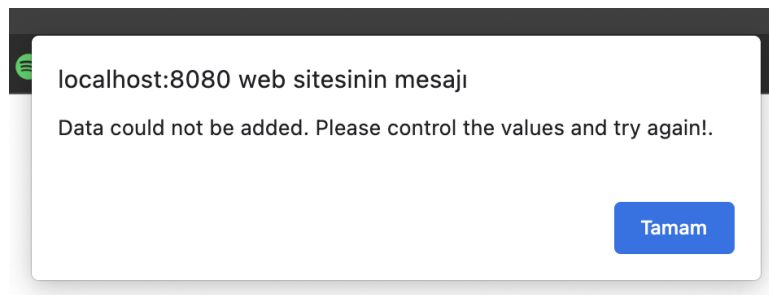 localhost:8080 web sitesinin mesajı
Data could not be added. Please control the values and try again!.
Tamam